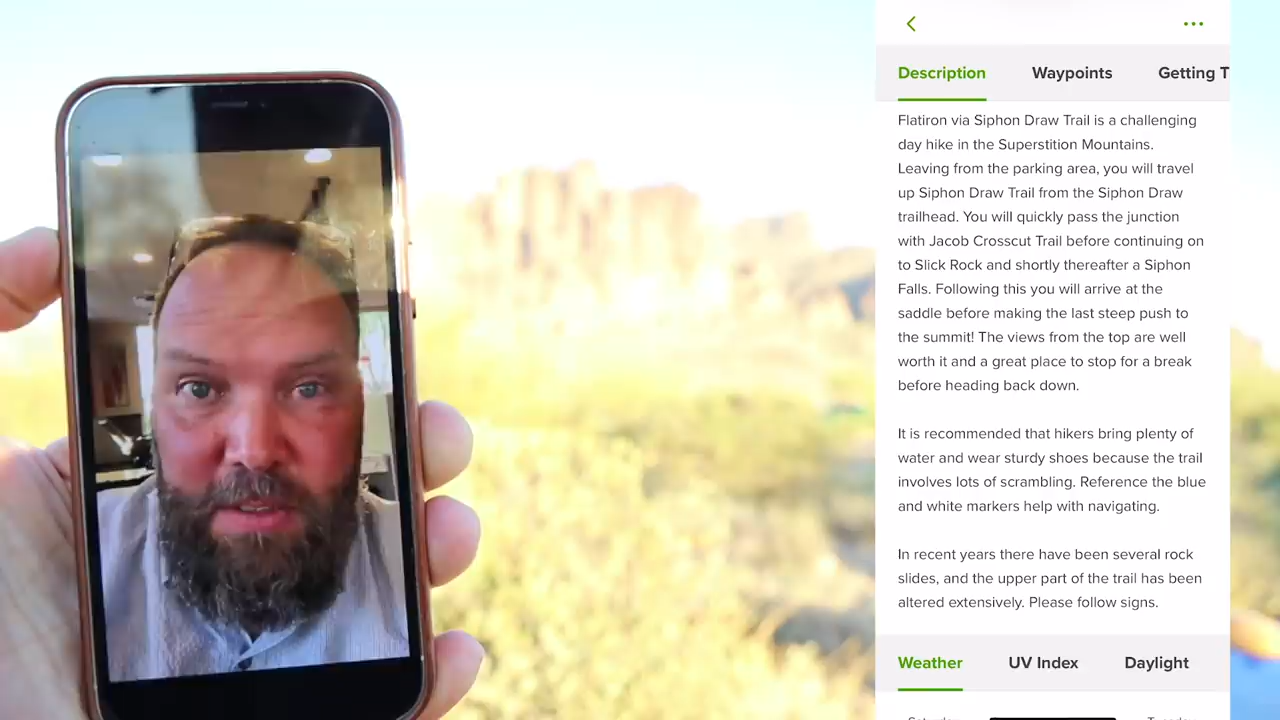 Description Waypoints Getting T
Flatiron via Siphon Draw Trail is a challenging
day hike in the Superstition Mountains.
Leaving from the parking area, you will travel
up Siphon Draw Trail from the Siphon Draw
trailhead. You will quickly pass the junction
with Jacob Crosscut Trail before continuing on
to Slick Rock and shortly thereafter a Siphon
Falls. Following this you will arrive at the
saddle before making the last steep push to
the summit! The views from the top are well
worth it and a great place to stop for a break
before heading back down.
It is recommended that hikers bring plenty of
water and wear sturdy shoes because the trail
involves lots of scrambling. Reference the blue
and white markers help with navigating.
In recent years there have been several rock
slides, and the upper part of the trail has been
altered extensively. Please follow signs.
Weather UV Index Daylight